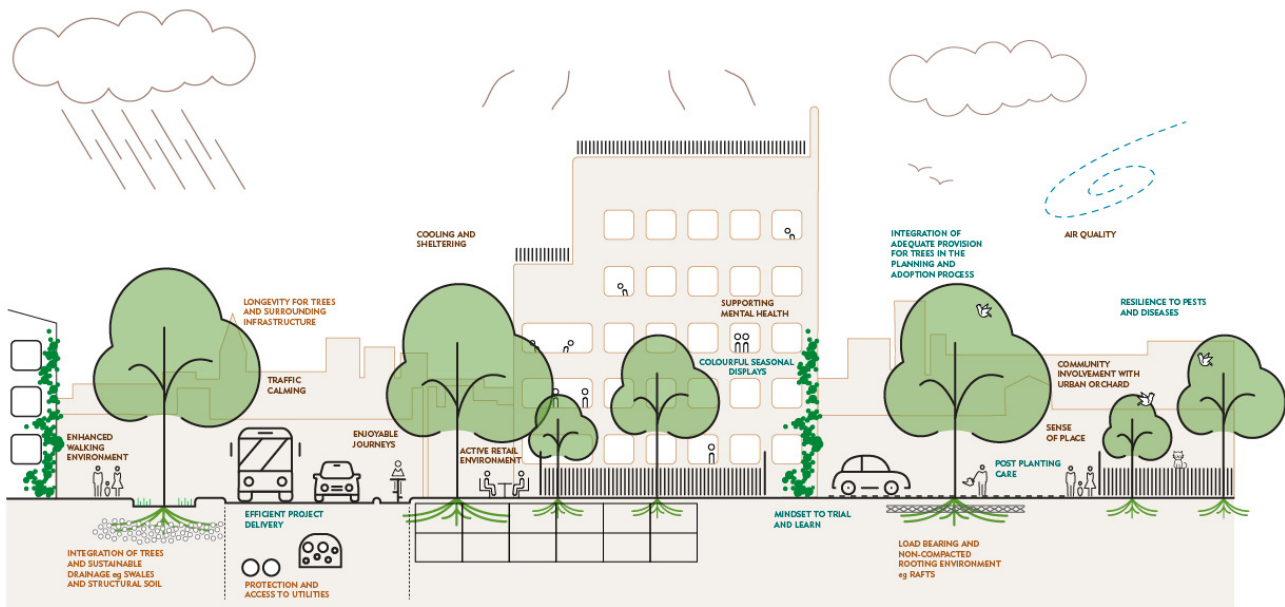 COOLING AND
SHELTERING
INTEGRATION OF
ADEQUATE PROVISION
FOR TREES IN THE
PLANNING AND
ADOPTION PROCESS
AIR QUALITY
LONGEVITY FOR TREES
AND SURROUNDING
INFRASTRUCTURE
SUPPORTING
MENTAL HEALTH
RESILIENCE TO PESTS
AND DISEASES
COLOURFUL SEASONAL
DISPLAYS
TRAFFIC
CALMING
COMMUNITY
INVOLVEMENT WITH
URBAN ORCHARD
ENHANCED
WALKING
ENVIRONMENT
ENJOYABLE
JOURNEYS
ACTIVE RETAIL
ENVIRONMENT
SENSE
OF PLACE
POST PLANTING
CARE
EFFICIENT PROJECT
DELIVERY
MINDSET TO TRIAL
AND LEARN
INTEGRATION OF TREES
AND SUSTAINABLE
DRAINAGE eg SWALES
AND STRUCTURAL SOIL
PROTECTION AND
ACCESS TO UTILITIES
LOAD BEARING AND
NON-COMPACTED
ROOTING ENVIRONMENT
eg RAFTS